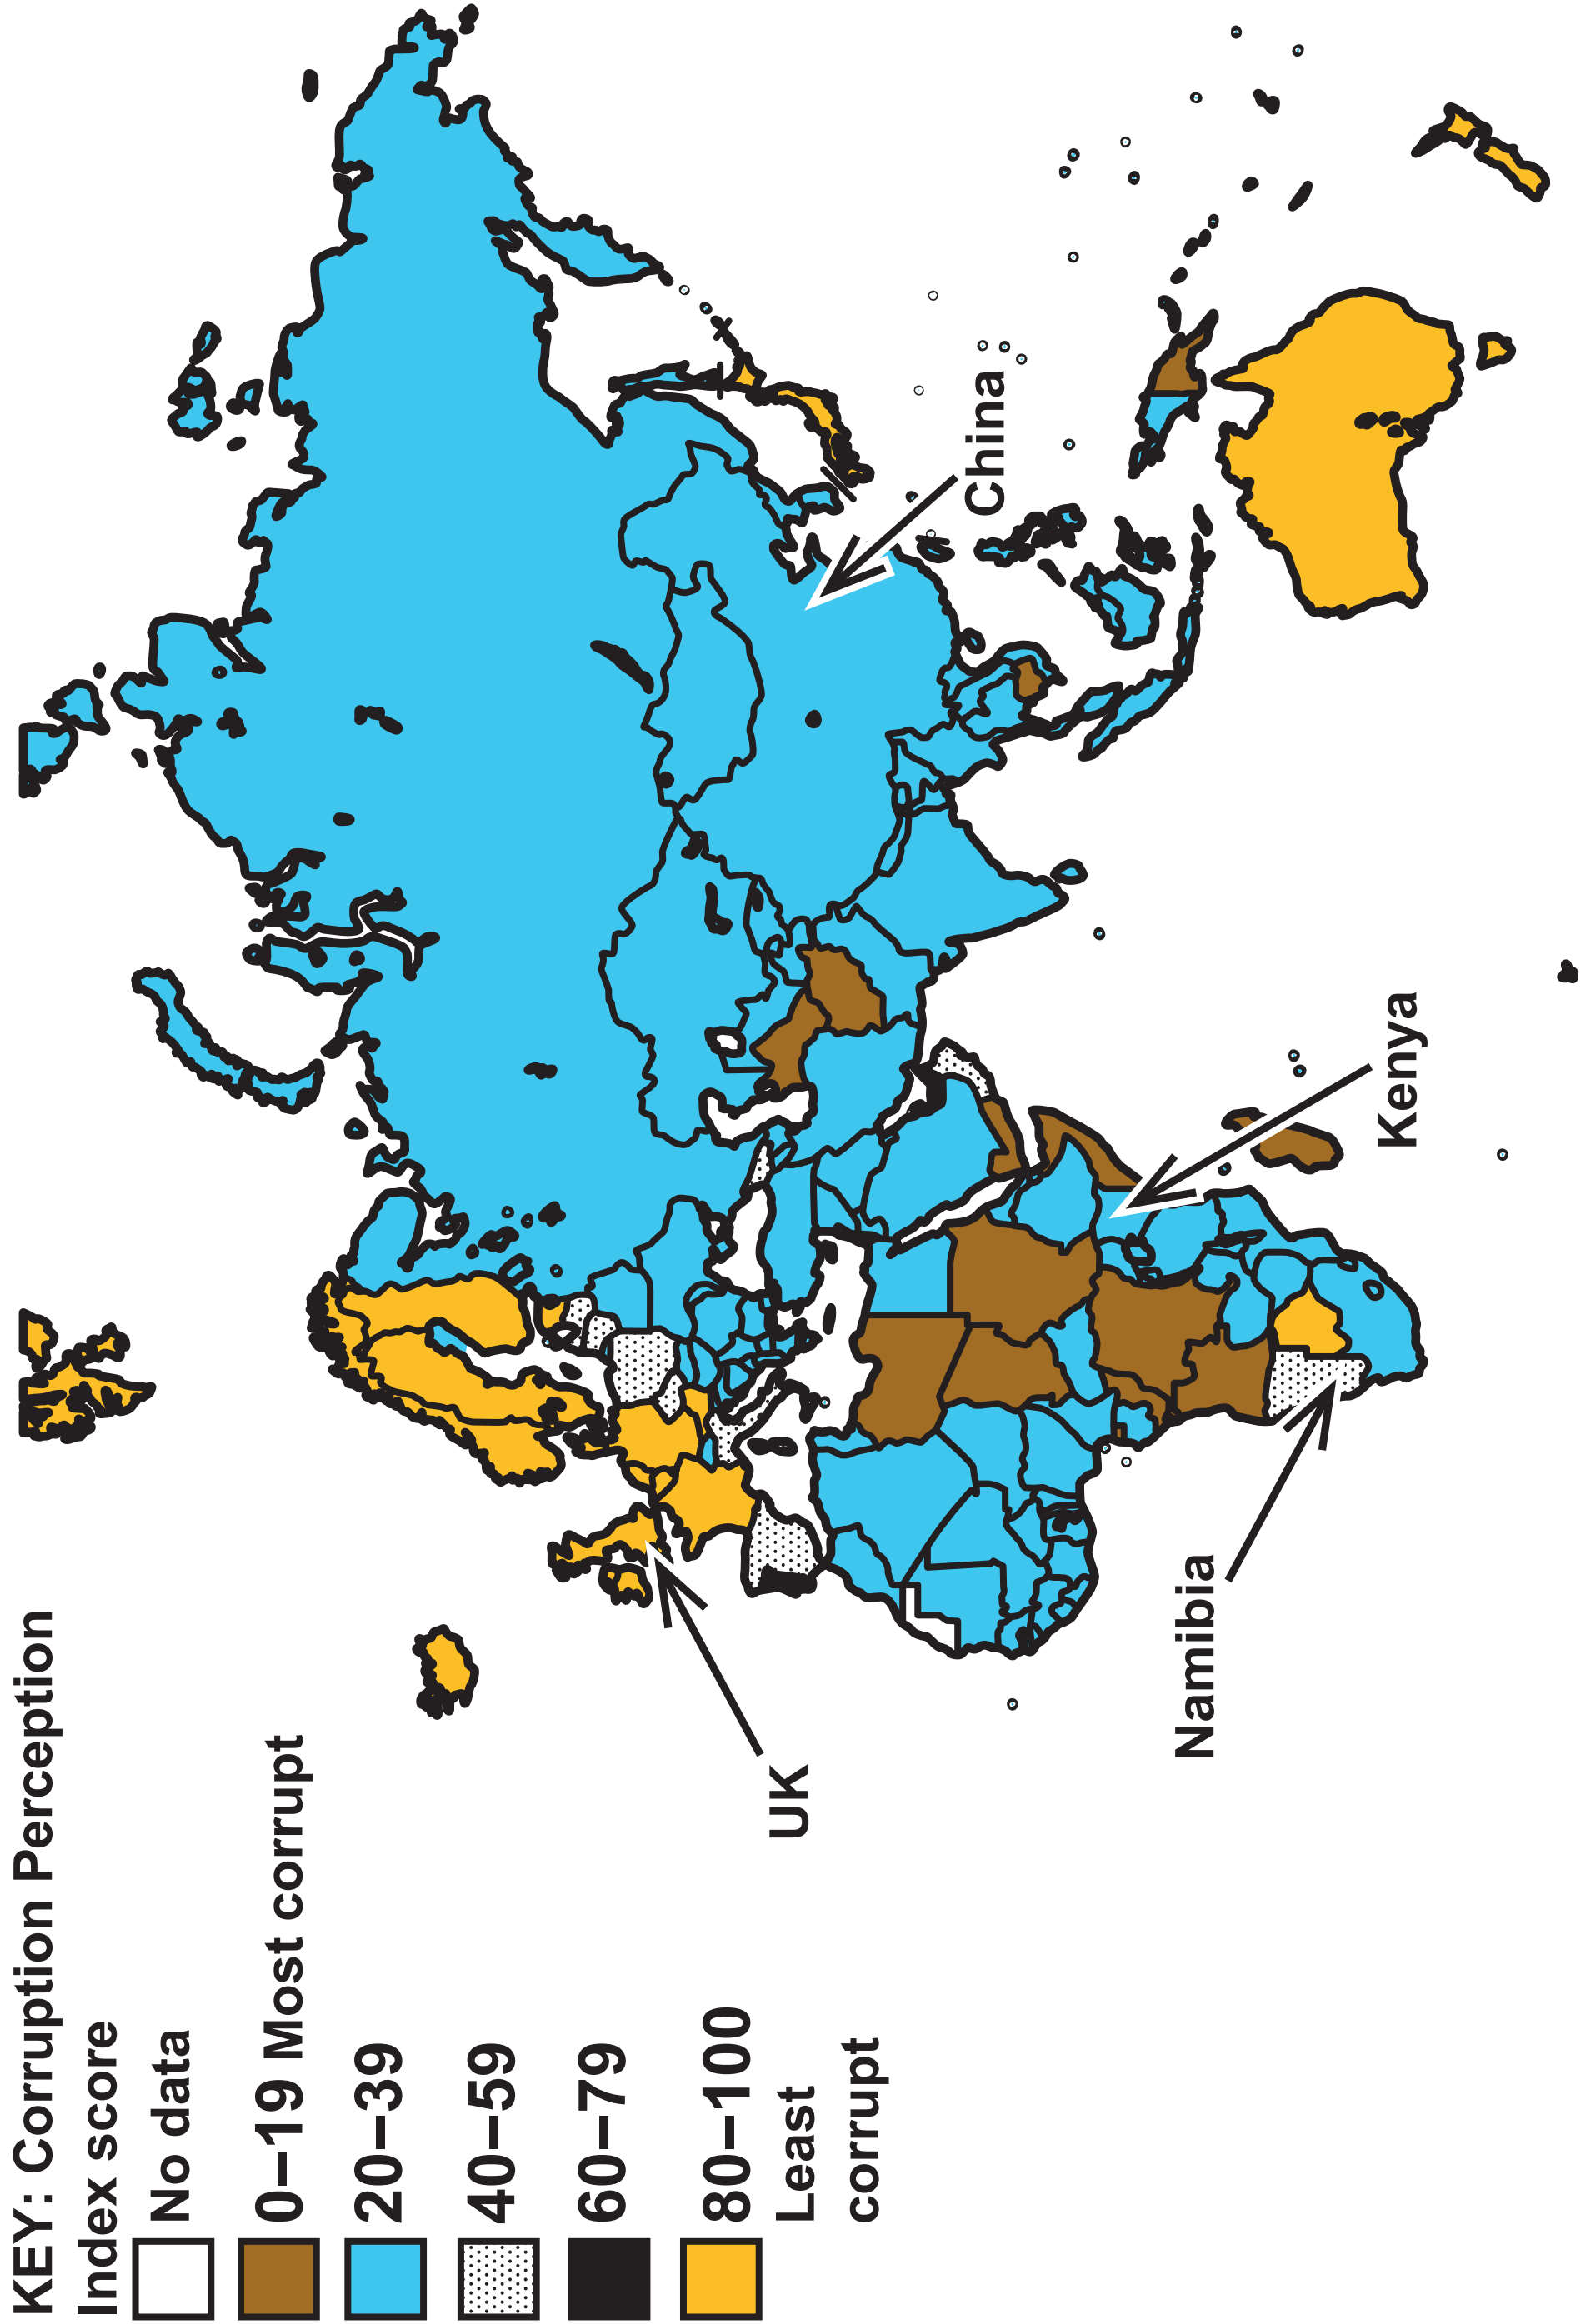 KEY: Corruption Perception
Index score
No data
0–19 Most corrupt
20–39
40–59
60–79
80–100
Least
corrupt
UK
Namibia
Kenya
China